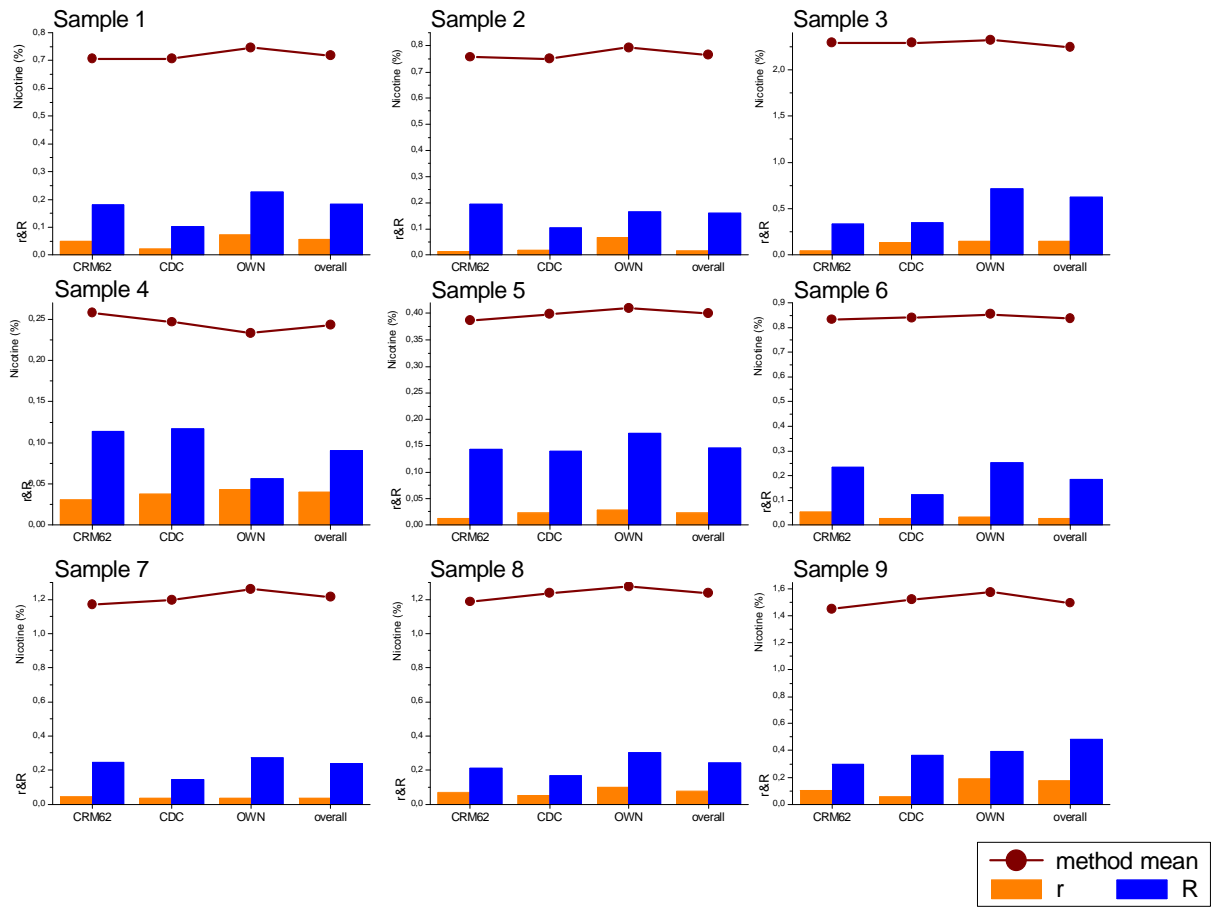 Sample 1
Nicotine (%)
r&R
0,8
0,7
0,6
0,5
0,4
0,3
0,2
0,1
0,0
CRM62 CDC OWN overall
Sample 2
Nicotine (%)
r&R
0,8
0,7
0,6
0,5
0,4
0,3
0,2
0,1
0,0
CRM62 CDC OWN overall
Sample 3
Nicotine (%)
r&R
2,0
1,5
1,0
0,5
0,0
CRM62 CDC OWN overall
Sample 4
Nicotine (%)
r&R
0,25
0,20
0,15
0,10
0,05
0,00
CRM62 CDC OWN overall
Sample 5
Nicotine (%)
r&R
0,40
0,35
0,30
0,25
0,20
0,15
0,10
0,05
0,00
CRM62 CDC OWN overall
Sample 6
Nicotine (%)
r&R
0,9
0,8
0,7
0,6
0,5
0,4
0,3
0,2
0,1
0,0
CRM62 CDC OWN overall
Sample 7
Nicotine (%)
r&R
1,2
1,0
0,8
0,6
0,4
0,2
0,0
CRM62 CDC OWN overall
Sample 8
Nicotine (%)
r&R
1,2
1,0
0,8
0,6
0,4
0,2
0,0
CRM62 CDC OWN overall
Sample 9
Nicotine (%)
r&R
1,6
1,4
1,2
1,0
0,8
0,6
0,4
0,2
0,0
CRM62 CDC OWN overall
method mean
r R